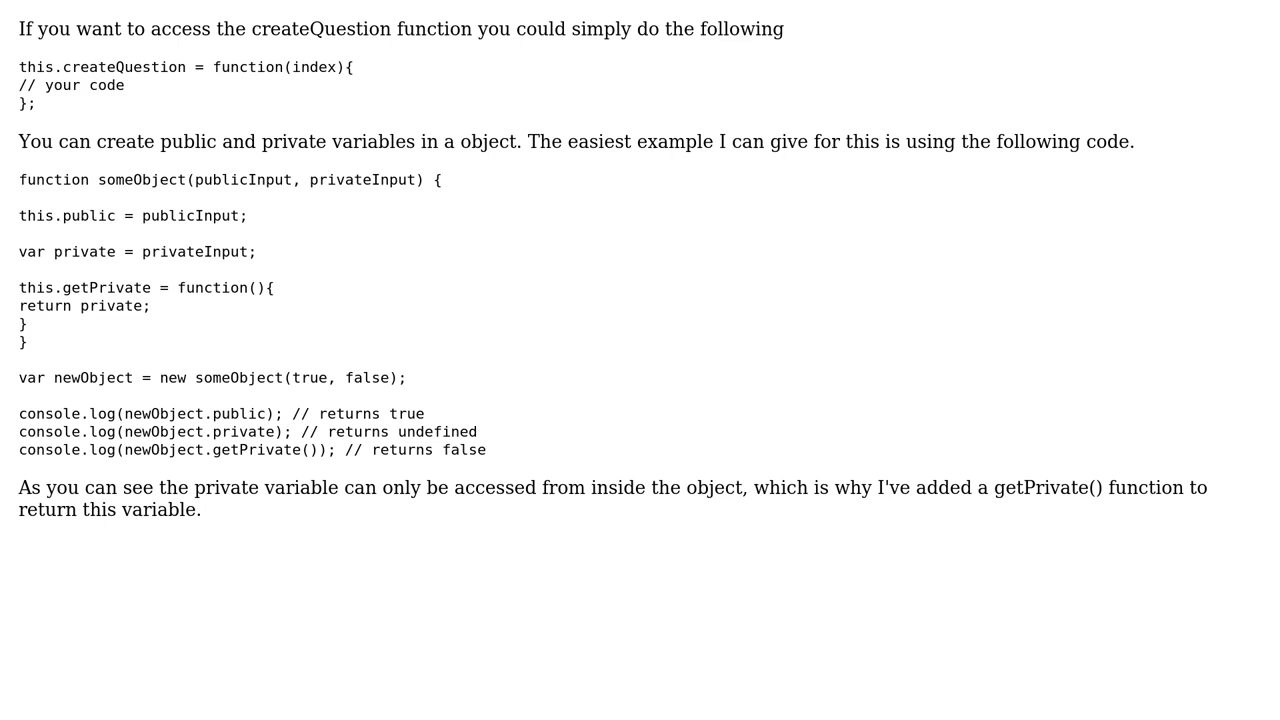 If you want to access the createQuestion function you could simply do the following
this.createQuestion = function(index){
// your code
};
You can create public and private variables in a object. The easiest example I can give for this is using the following code.
function someObject(publicInput, privateInput) {
this.public = publicInput;
var private = privateInput;
this.getPrivate = function(){
return private;
}
}
var newObject = new someObject(true, false);
console.log(newObject.public); // returns true
console.log(newObject.private); // returns undefined
console.log(newObject.getPrivate()); // returns false
As you can see the private variable can only be accessed from inside the object, which is why I've added a getPrivate() function to
return this variable.